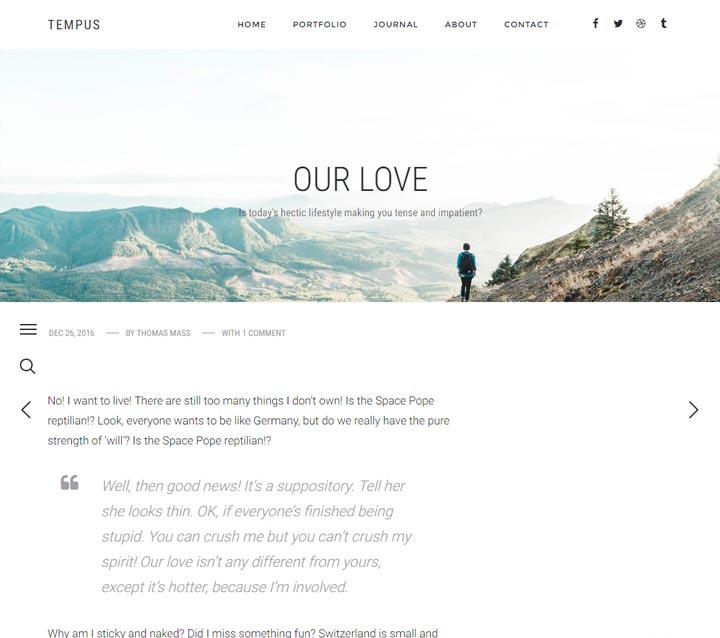 TEMPUS
HOME PORTFOLIO JOURNAL ABOUT CONTACT
OUR LOVE
Is today's hectic lifestyle making you tense and impatient?
DEC 26, 2016 — BY THOMAS MASS — WITH 1 COMMENT
No! I want to live! There are still too many things I don't own! Is the Space Pope
reptilian!? Look, everyone wants to be like Germany, but do we really have the pure
strength of 'will'? Is the Space Pope reptilian!?
Well, then good news! It's a suppository. Tell her
she looks thin. OK, if everyone's finished being
stupid. You can crush me but you can't crush my
spirit! Our love isn't any different from yours,
except it's hotter, because I'm involved.
Why am I sticky and naked? Did I miss something fun? Switzerland is small and